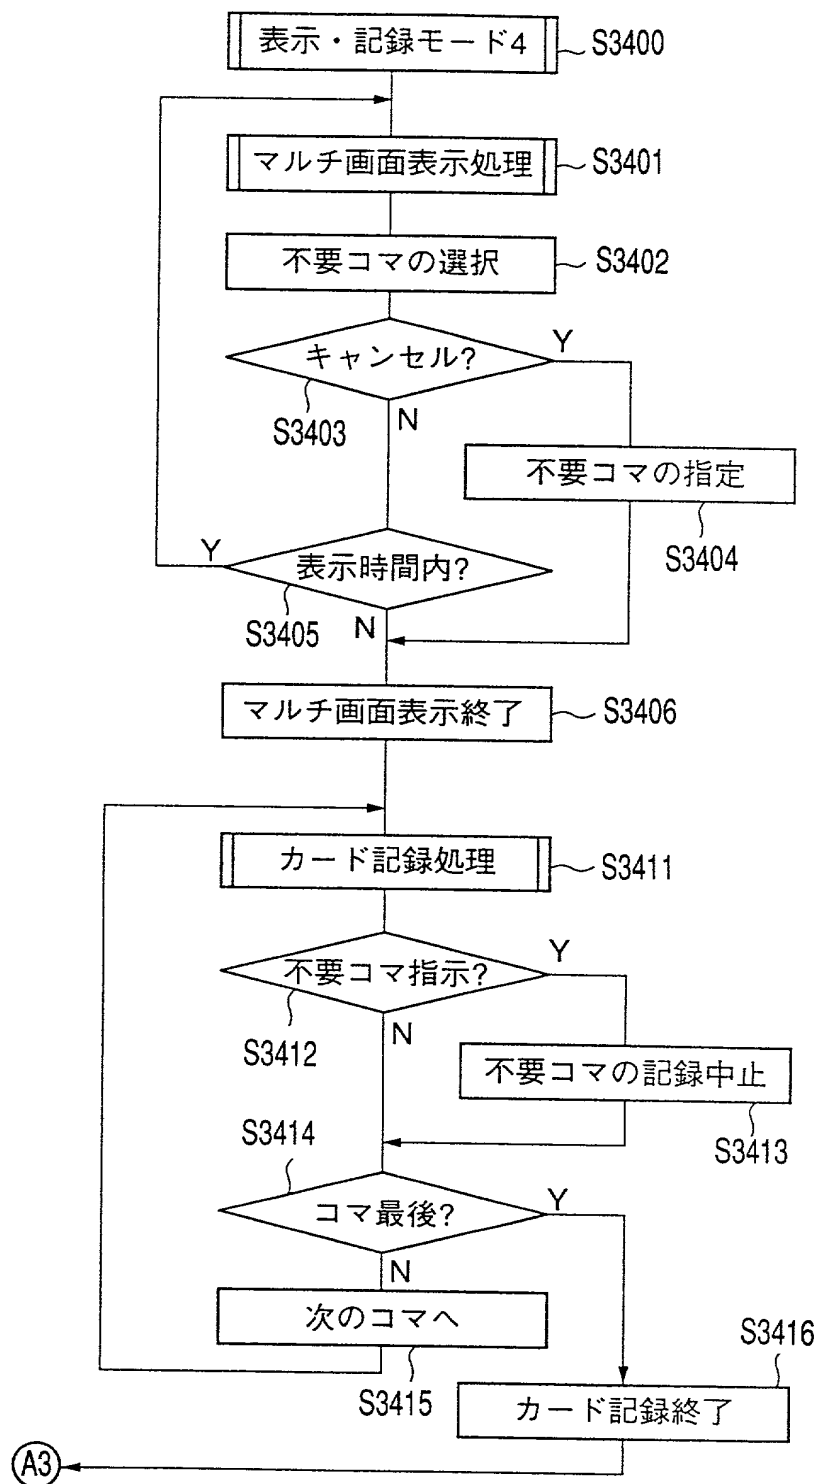 表示・記録モード4
S3400
マルチ画面表示処理
S3401
不要コマの選択
S3402
キャンセル?
Y
S3403
N
不要コマの指定
S3404
Y
表示時間内?
S3405
N
マルチ画面表示終了
S3406
カード記録処理
S3411
不要コマ指示?
Y
S3412
N
不要コマの記録中止
S3413
S3414
コマ最後?
Y
N
次のコマへ
S3415
S3416
カード記録終了
A3